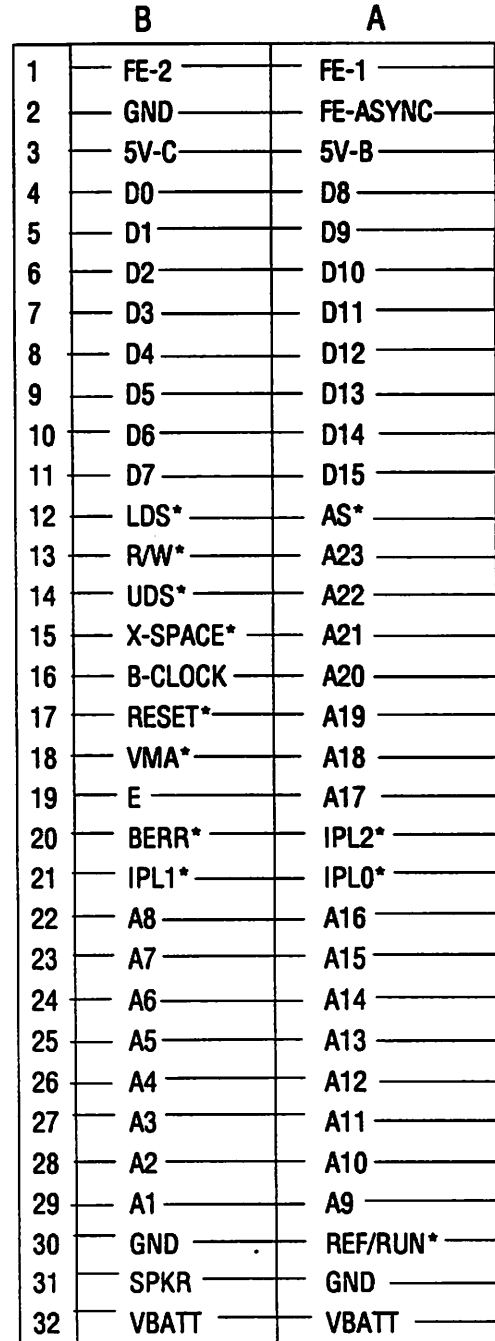 B A
1 FE-2 FE-1
2 GND FE-ASYNC
3 5V-C 5V-B
4 D0 D8
5 D1 D9
6 D2 D10
7 D3 D11
8 D4 D12
9 D5 D13
10 D6 D14
11 D7 D15
12 LDS* AS*
13 R/W* A23
14 UDS* A22
15 X-SPACE* A21
16 B-CLOCK A20
17 RESET* A19
18 VMA* A18
19 E A17
20 BERR* IPL2*
21 IPL1* IPL0*
22 A8 A16
23 A7 A15
24 A6 A14
25 A5 A13
26 A4 A12
27 A3 A11
28 A2 A10
29 A1 A9
30 GND REF/RUN*
31 SPKR GND
32 VBATT VBATT